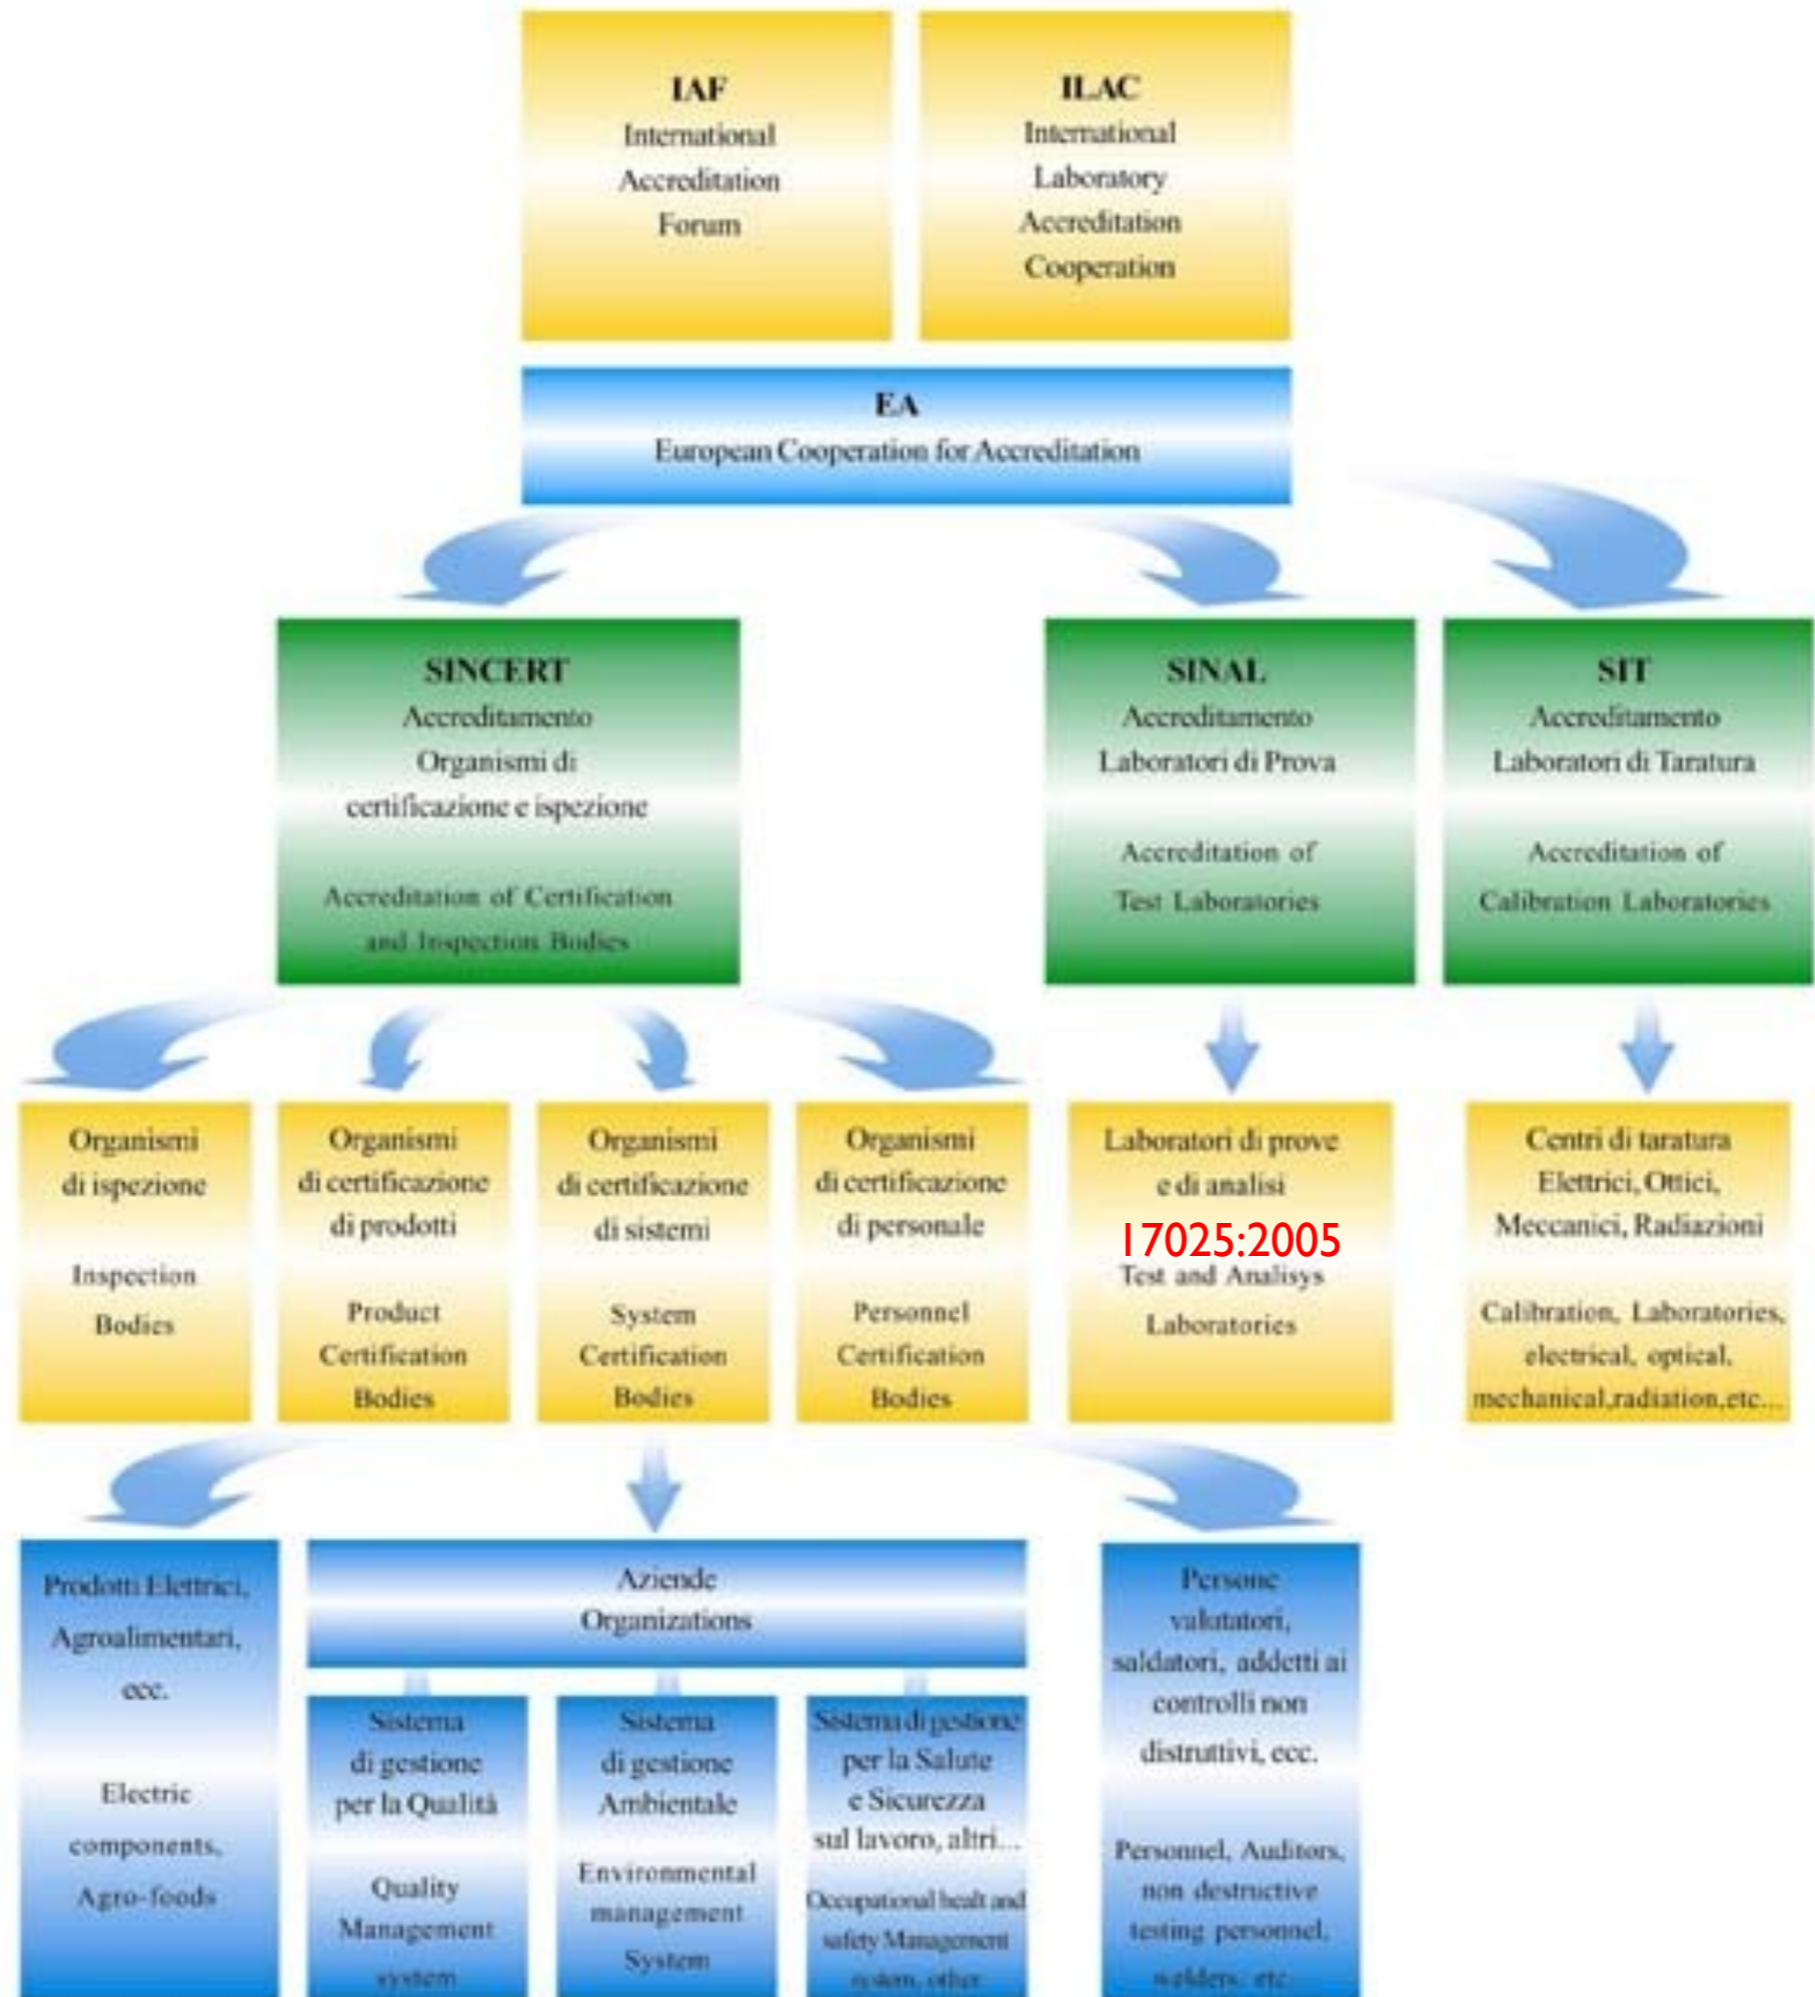 IAF
International
Accreditation
Forum
ILAC
International
Laboratory
Accreditation
Cooperation
EA
European Cooperation for Accreditation
SINCERT
Accreditamento
Organismi di
certificazione e ispezione
Accreditation of Certification
and Inspection Bodies
SINAL
Accreditamento
Laboratori di Prova
Accreditation of
Test Laboratories
SIT
Accreditamento
Laboratori di Taratura
Accreditation of
Calibration Laboratories
Organismi
di ispezione
Inspection
Bodies
Organismi
di certificazione
di prodotti
Product
Certification
Bodies
Organismi
di certificazione
di sistemi
System
Certification
Bodies
Organismi
di certificazione
di personale
Personnel
Certification
Bodies
Laboratori di prove
e di analisi
17025:2005
Test and Analisys
Laboratories
Centri di taratura
Elettrici, Ottici,
Meccanici, Radiazioni
Calibration, Laboratories,
electrical, optical,
mechanical,radiation,etc...
Prodotti Elettrici,
Agroalimentari,
ecc.
Electric
components,
Agro-foods
Aziende
Organizations
Sistema
di gestione
per la Qualità
Quality
Management
system
Sistema
di gestione
Ambientale
Environmental
management
System
Sistema di gestione
per la Salute
e Sicurezza
sul lavoro, altri...
Occupational healt and
safety Management
system, other
Persone
valutatori,
saldatori, addetti ai
controlli non
distruttivi, ecc.
Personnel, Auditors,
non destructive
testing personnel,
welders, etc